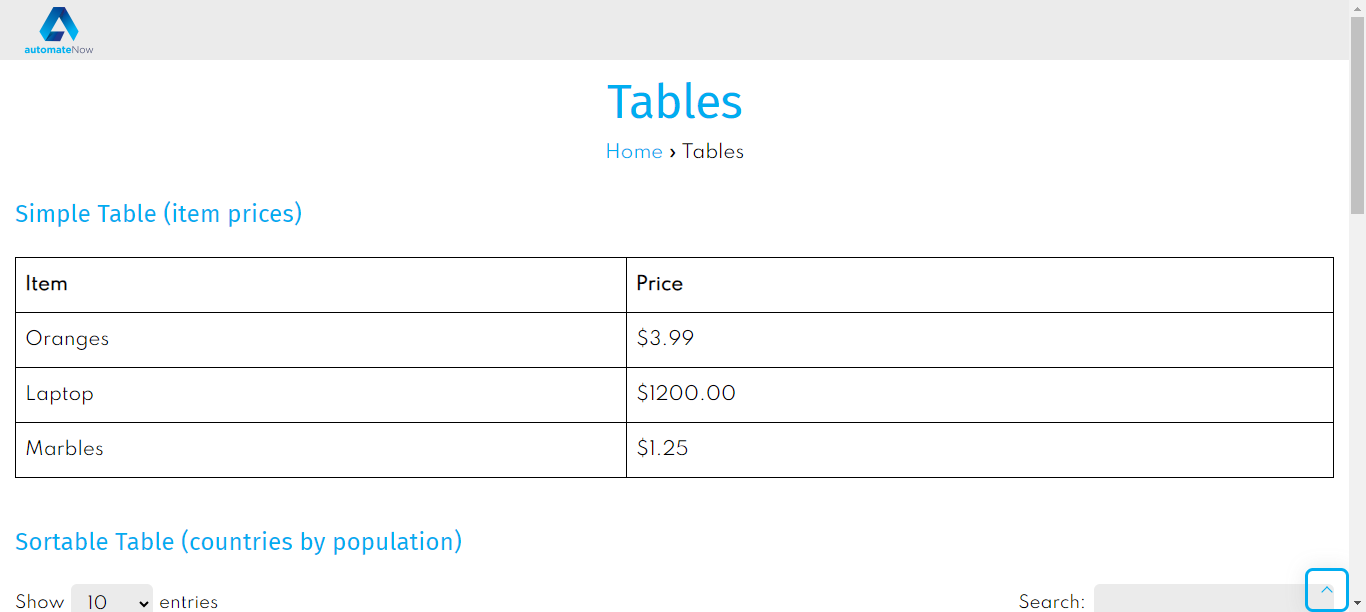 automateNow
Tables
Home › Tables
Simple Table (item prices)
Item Price
Oranges $3.99
Laptop $1200.00
Marbles $1.25
Sortable Table (countries by population)
Show 10 entries Search: